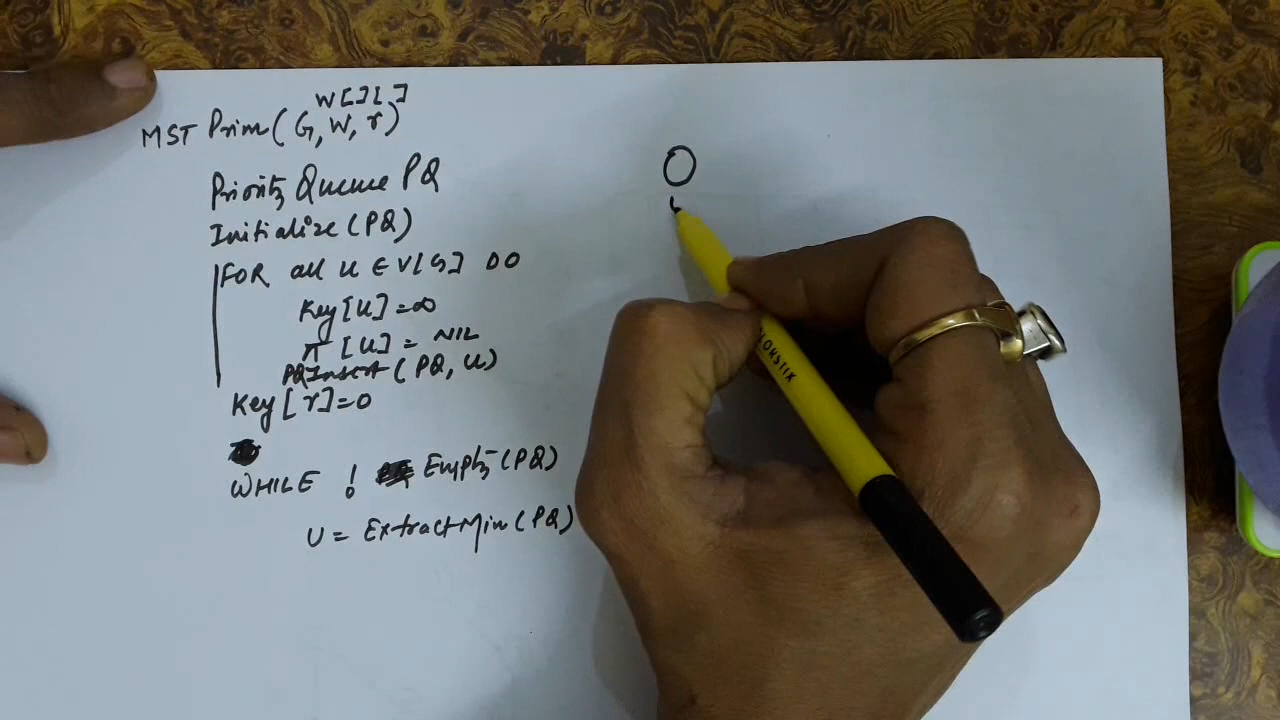 W[][]
MST Prim(G, W, r)
Priority Queue PQ
Initialize(PQ)
FOR all u ∈ V[G] DO
Key[u] = ∞
π [u] = NIL
PQInsert(PQ, u)
Key[r] = 0
WHILE ! Empty(PQ)
U = ExtractMin(PQ)